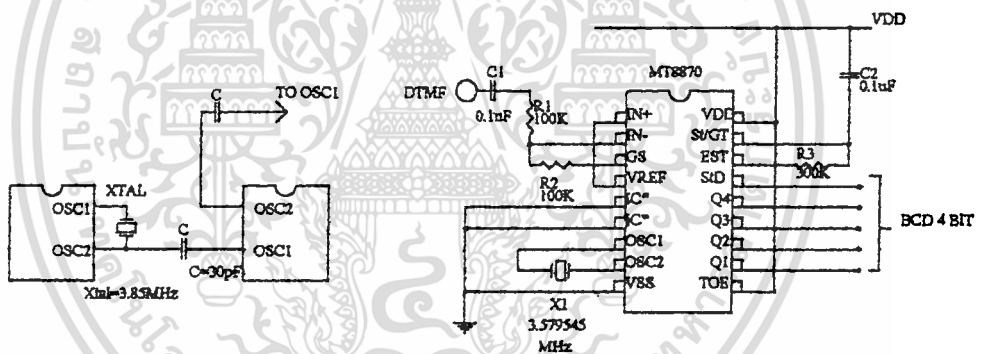 C
TO OSC1
XTAL
OSC1
OSC2
C
C=30pF
OSC2
OSC1
Xtal=3.85MHz
VDD
DTMF
C1
0.1uF
R1
100K
R2
100K
MT8870
IN+
IN-
GS
VREF
IC*
IC*
OSC1
OSC2
VSS
VDD
St/GT
EST
StD
Q4
Q3
Q2
Q1
TOE
C2
0.1uF
R3
300K
BCD 4 BIT
X1
3.579545
MHz